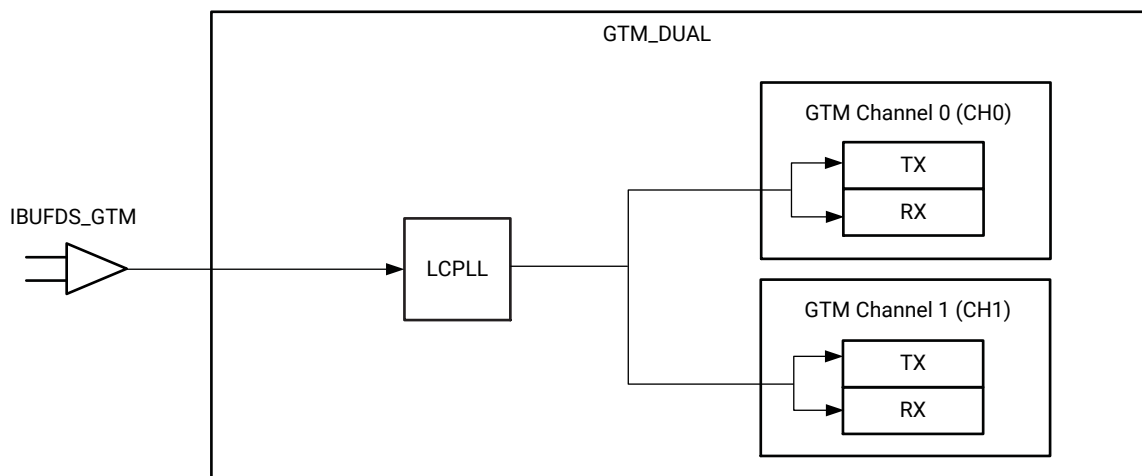 GTM_DUAL
GTM Channel 0 (CH0)
TX
RX
IBUFDS_GTM
LCPLL
GTM Channel 1 (CH1)
TX
RX